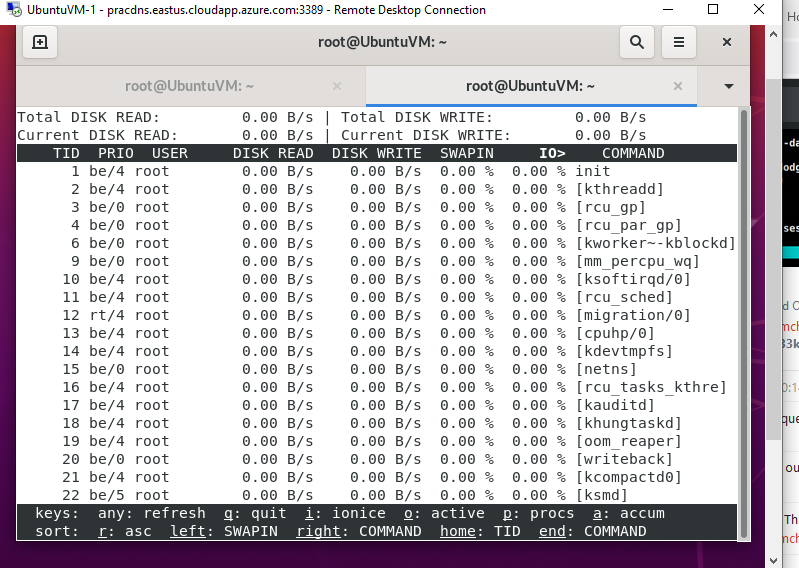 UbuntuVM-1 - pracdns.eastus.cloudapp.azure.com:3389 - Remote Desktop Connection
root@UbuntuVM: ~
root@UbuntuVM: ~ root@UbuntuVM: ~
Total DISK READ: 0.00 B/s | Total DISK WRITE: 0.00 B/s
Current DISK READ: 0.00 B/s | Current DISK WRITE: 0.00 B/s
TID PRIO USER DISK READ DISK WRITE SWAPIN IO> COMMAND
1 be/4 root 0.00 B/s 0.00 B/s 0.00 % 0.00 % init
2 be/4 root 0.00 B/s 0.00 B/s 0.00 % 0.00 % [kthreadd]
3 be/0 root 0.00 B/s 0.00 B/s 0.00 % 0.00 % [rcu_gp]
4 be/0 root 0.00 B/s 0.00 B/s 0.00 % 0.00 % [rcu_par_gp]
6 be/0 root 0.00 B/s 0.00 B/s 0.00 % 0.00 % [kworker~-kblockd]
9 be/0 root 0.00 B/s 0.00 B/s 0.00 % 0.00 % [mm_percpu_wq]
10 be/4 root 0.00 B/s 0.00 B/s 0.00 % 0.00 % [ksoftirqd/0]
11 be/4 root 0.00 B/s 0.00 B/s 0.00 % 0.00 % [rcu_sched]
12 rt/4 root 0.00 B/s 0.00 B/s 0.00 % 0.00 % [migration/0]
13 be/4 root 0.00 B/s 0.00 B/s 0.00 % 0.00 % [cpuhp/0]
14 be/4 root 0.00 B/s 0.00 B/s 0.00 % 0.00 % [kdevtmpfs]
15 be/0 root 0.00 B/s 0.00 B/s 0.00 % 0.00 % [netns]
16 be/4 root 0.00 B/s 0.00 B/s 0.00 % 0.00 % [rcu_tasks_kthre]
17 be/4 root 0.00 B/s 0.00 B/s 0.00 % 0.00 % [kauditd]
18 be/4 root 0.00 B/s 0.00 B/s 0.00 % 0.00 % [khungtaskd]
19 be/4 root 0.00 B/s 0.00 B/s 0.00 % 0.00 % [oom_reaper]
20 be/0 root 0.00 B/s 0.00 B/s 0.00 % 0.00 % [writeback]
21 be/4 root 0.00 B/s 0.00 B/s 0.00 % 0.00 % [kcompactd0]
22 be/5 root 0.00 B/s 0.00 B/s 0.00 % 0.00 % [ksmd]
keys: any: refresh q: quit i: ionice o: active p: procs a: accum
sort: r: asc left: SWAPIN right: COMMAND home: TID end: COMMAND